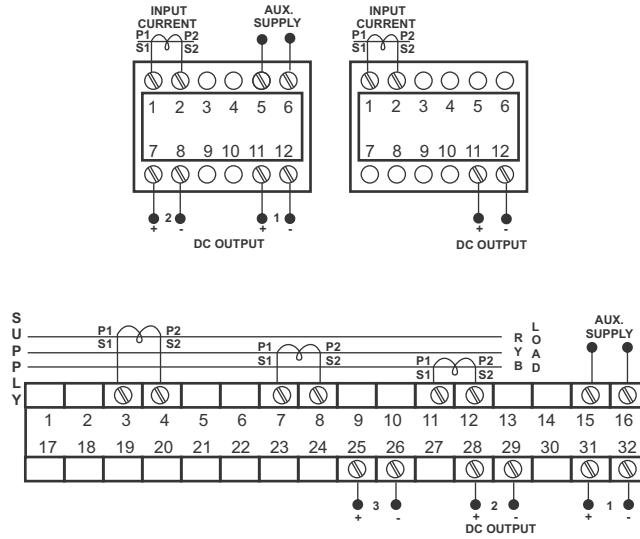 INPUT CURRENT
AUX. SUPPLY
P1 P2
S1 S2
1 2 3 4 5 6
7 8 9 10 11 12
2 1
+ - + -
DC OUTPUT
INPUT CURRENT
P1 P2
S1 S2
1 2 3 4 5 6
7 8 9 10 11 12
+ -
DC OUTPUT
SUPPLY
P1 P2
S1 S2
P1 P2
S1 S2
P1 P2
S1 S2
R
Y
B
LOAD
AUX. SUPPLY
1 2 3 4 5 6 7 8 9 10 11 12 13 14 15 16
17 18 19 20 21 22 23 24 25 26 27 28 29 30 31 32
3 2 1
+ - + - + -
DC OUTPUT